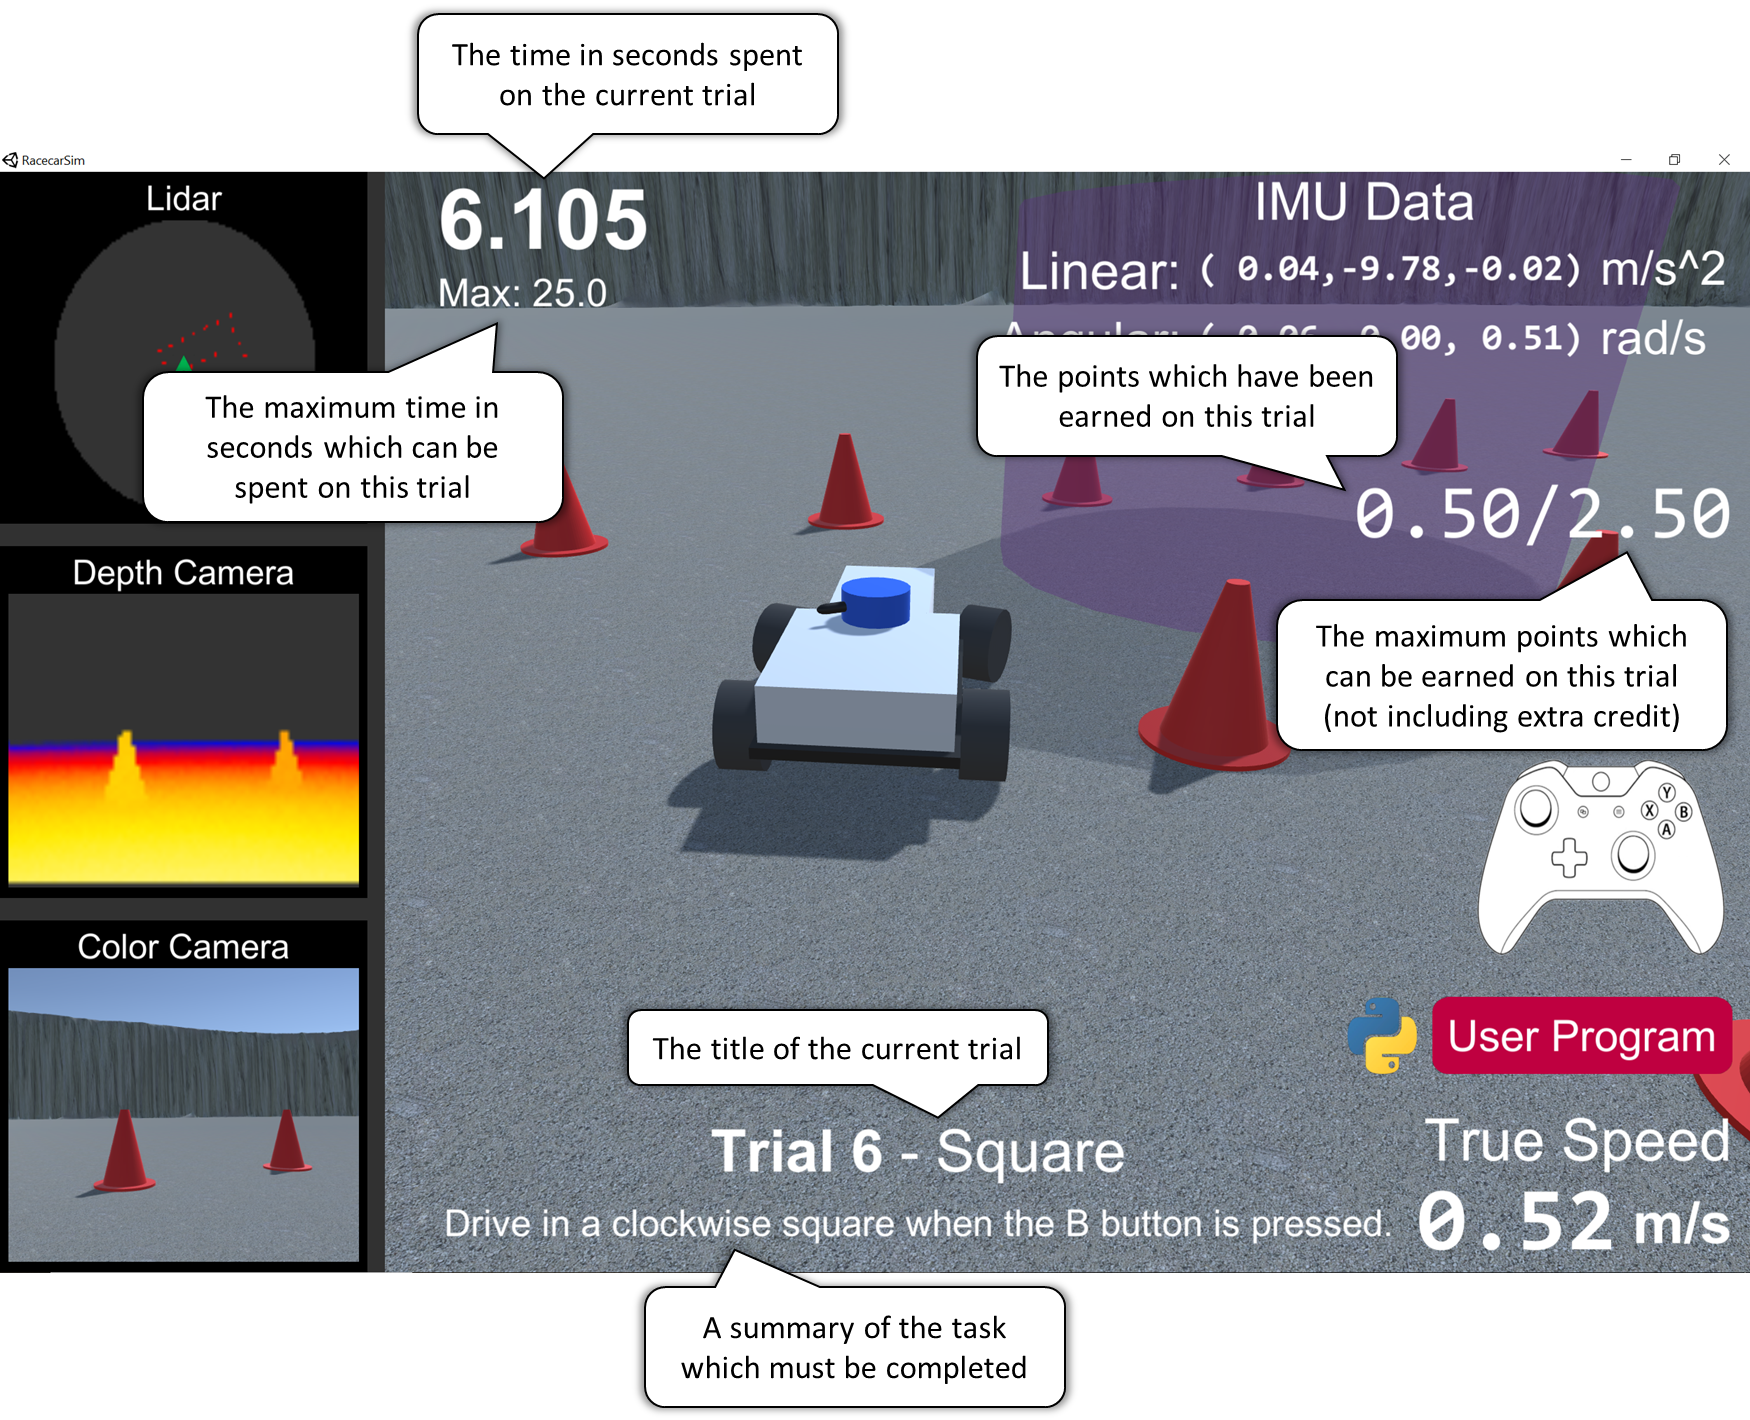 The time in seconds spent
on the current trial
RacecarSim
Lidar
6.105
Max: 25.0
IMU Data
Linear: ( 0.04,-9.78,-0.02) m/s^2
00, 0.51) rad/s
The maximum time in
seconds which can be
spent on this trial
The points which have been
earned on this trial
0.50/2.50
Depth Camera
The maximum points which
can be earned on this trial
(not including extra credit)
Y
X
B
A
Color Camera
User Program
The title of the current trial
Trial 6 - Square
Drive in a clockwise square when the B button is pressed.
True Speed
0.52 m/s
A summary of the task
which must be completed